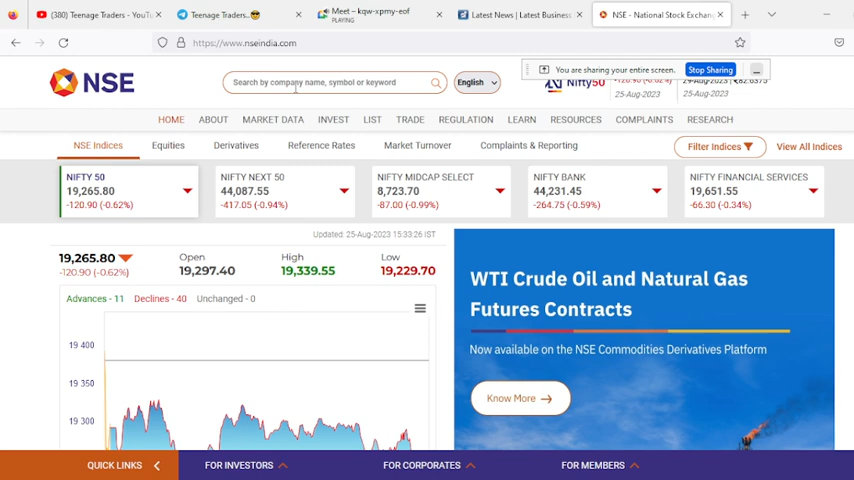 (380) Teenage Traders - YouTu
Teenage Traders..😎
Meet – kqw-xpmy-eof
PLAYING
Latest News | Latest Business
NSE - National Stock Exchang
https://www.nseindia.com
NSE
Search by company name, symbol or keyword
English
You are sharing your entire screen.
Stop Sharing
Nifty50
25-Aug-2023
25-Aug-2023
HOME
ABOUT
MARKET DATA
INVEST
LIST
TRADE
REGULATION
LEARN
RESOURCES
COMPLAINTS
RESEARCH
NSE Indices
Equities
Derivatives
Reference Rates
Market Turnover
Complaints & Reporting
Filter Indices
View All Indices
NIFTY 50
19,265.80
-120.90 (-0.62%)
NIFTY NEXT 50
44,087.55
-417.05 (-0.94%)
NIFTY MIDCAP SELECT
8,723.70
-87.00 (-0.99%)
NIFTY BANK
44,231.45
-264.75 (-0.59%)
NIFTY FINANCIAL SERVICES
19,651.55
-66.30 (-0.34%)
Updated: 25-Aug-2023 15:33:26 IST
19,265.80
-120.90 (-0.62%)
Open
19,297.40
High
19,339.55
Low
19,229.70
Advances - 11
Declines - 40
Unchanged - 0
19 400
19 350
19 300
WTI Crude Oil and Natural Gas
Futures Contracts
Now available on the NSE Commodities Derivatives Platform
Know More
QUICK LINKS
FOR INVESTORS
FOR CORPORATES
FOR MEMBERS